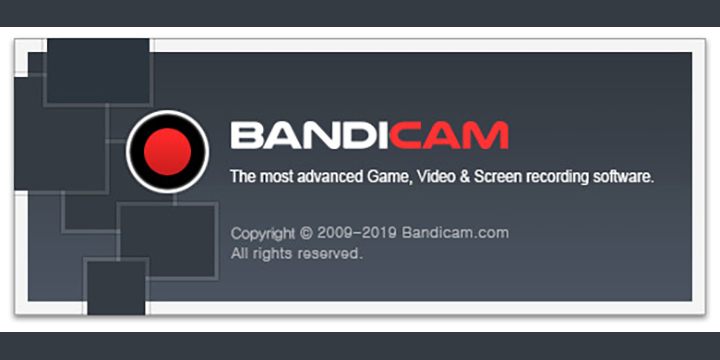 BANDICAM
The most advanced Game, Video & Screen recording software.
Copyright © 2009-2019 Bandicam.com
All rights reserved.